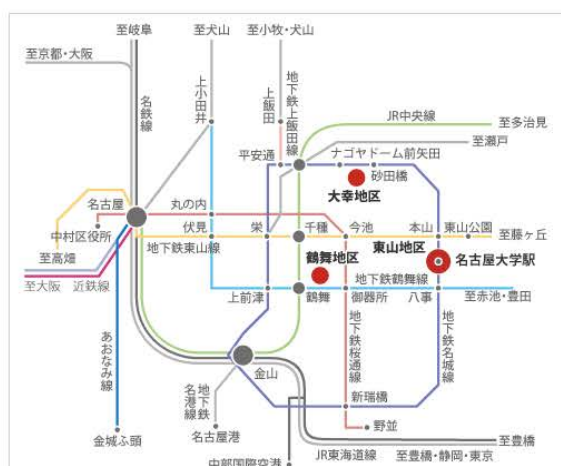 至岐阜
至犬山
至小牧・犬山
至京都・大阪
名鉄線
上小田井
上飯田
地下鉄上飯田線
JR中央線
至多治見
至瀬戸
平安通
ナゴヤドーム前矢田
砂田橋
大幸地区
名古屋
丸の内
中村区役所
伏見
栄
千種
今池
本山
東山公園
至藤ヶ丘
地下鉄東山線
鶴舞地区
東山地区
名古屋大学駅
至高畑
至大阪
近鉄線
地下鉄鶴舞線
上前津
鶴舞
御器所
八事
至赤池・豊田
あおなみ線
地下鉄桜通線
地下鉄名城線
金山
地下鉄名港線
新瑞橋
野並
金城ふ頭
名古屋港
至豊橋
JR東海道線
至豊橋・静岡・東京
中部国際空港